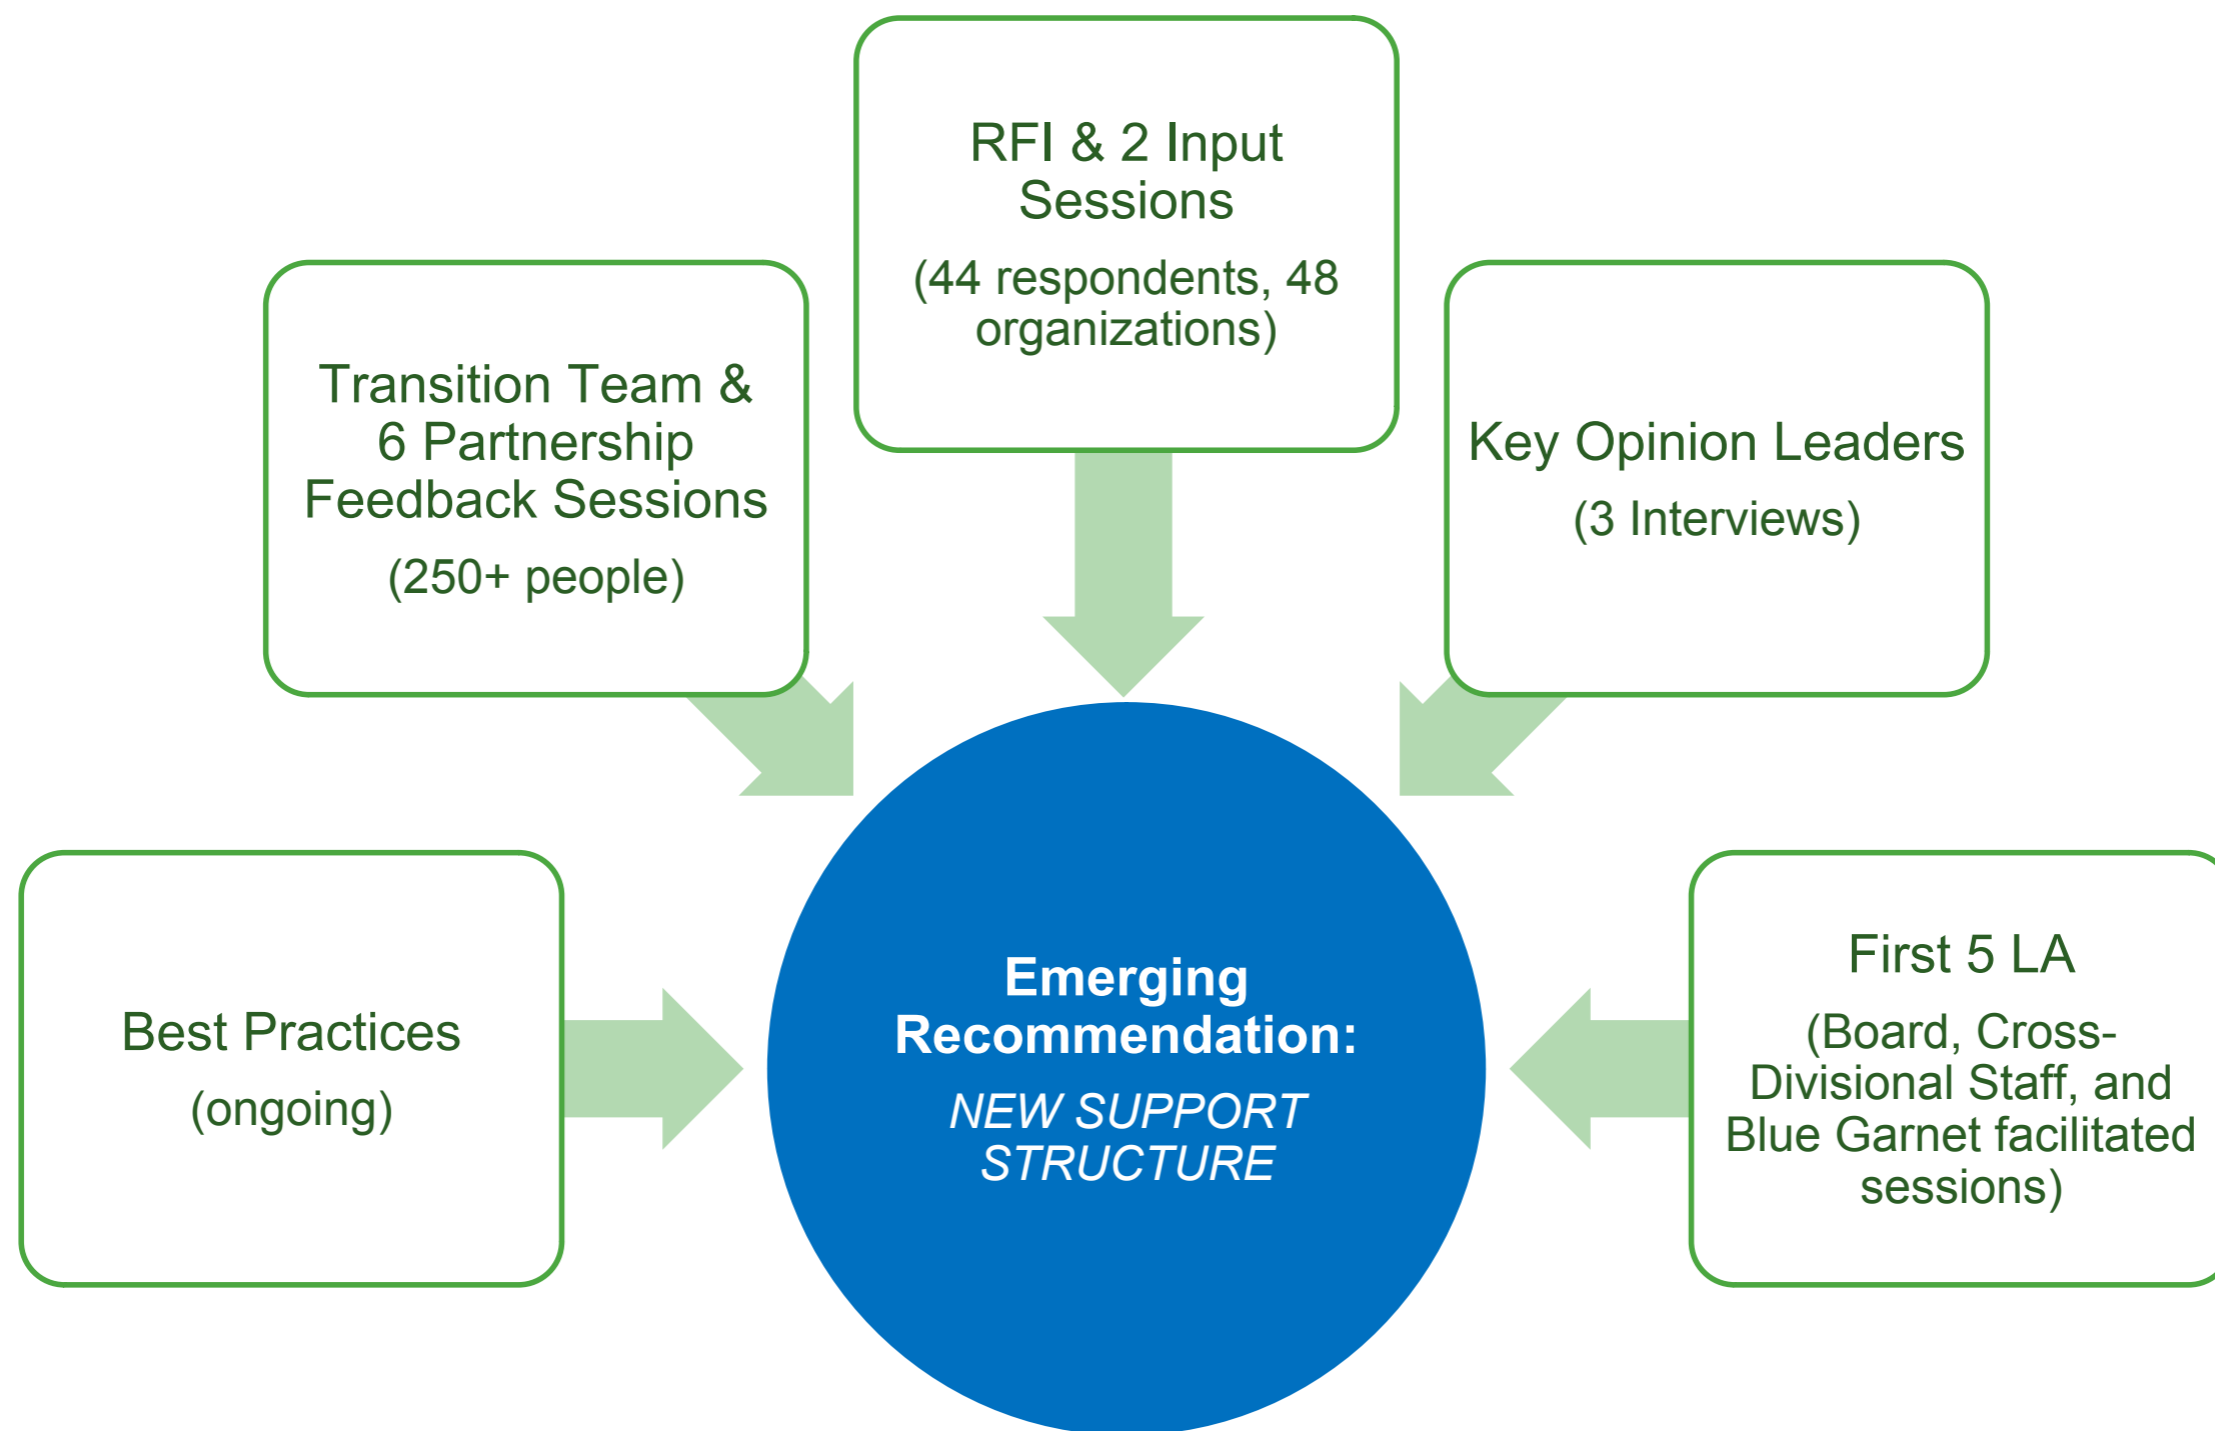 RFI & 2 Input
Sessions
(44 respondents, 48
organizations)
Transition Team &
6 Partnership
Feedback Sessions
(250+ people)
Key Opinion Leaders
(3 Interviews)
Best Practices
(ongoing)
Emerging
Recommendation:
NEW SUPPORT
STRUCTURE
First 5 LA
(Board, Cross-
Divisional Staff, and
Blue Garnet facilitated
sessions)